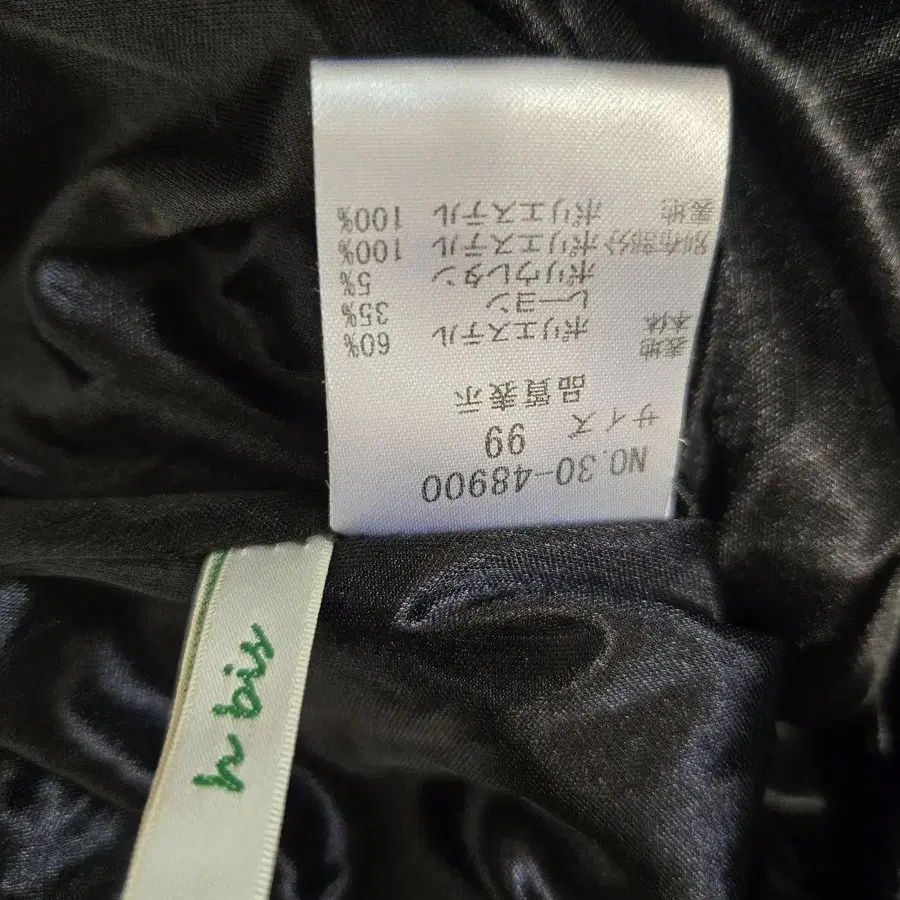 NO.30-48900
サイズ 99
品質表示
表地
本体 ポリエステル 60%
レーヨン 35%
ポリウレタン 5%
別布部分 ポリエステル 100%
裏地 ポリエステル 100%
h bis